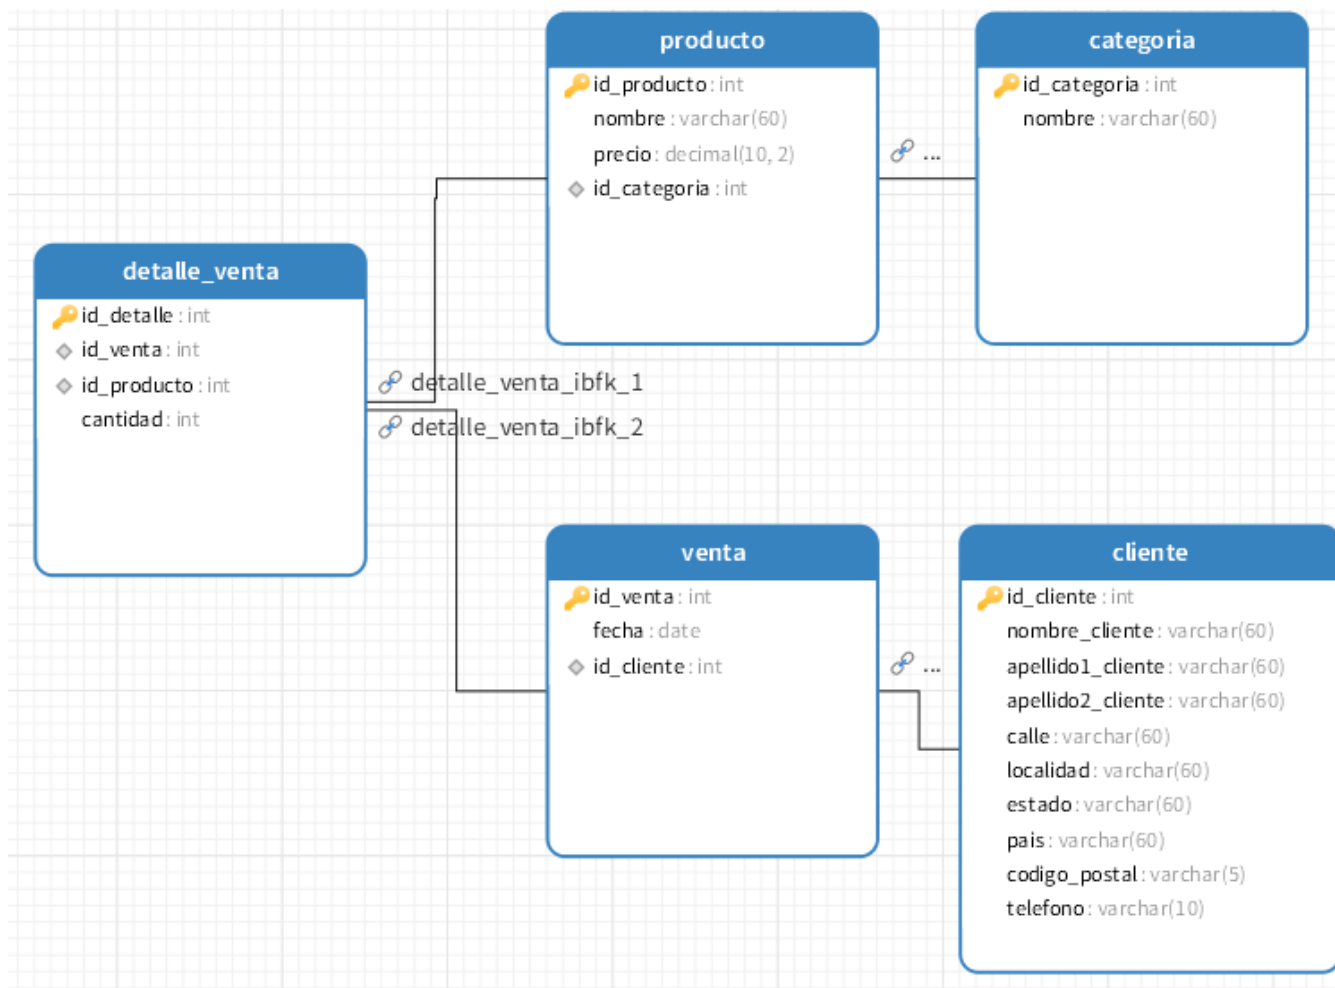 producto
id_producto : int
nombre : varchar(60)
precio : decimal(10, 2)
id_categoria : int
...
categoria
id_categoria : int
nombre : varchar(60)
detalle_venta
id_detalle : int
id_venta : int
id_producto : int
cantidad : int
detalle_venta_ibfk_1
detalle_venta_ibfk_2
venta
id_venta : int
fecha : date
id_cliente : int
...
cliente
id_cliente : int
nombre_cliente : varchar(60)
apellido1_cliente : varchar(60)
apellido2_cliente : varchar(60)
calle : varchar(60)
localidad : varchar(60)
estado : varchar(60)
pais : varchar(60)
codigo_postal : varchar(5)
telefono : varchar(10)